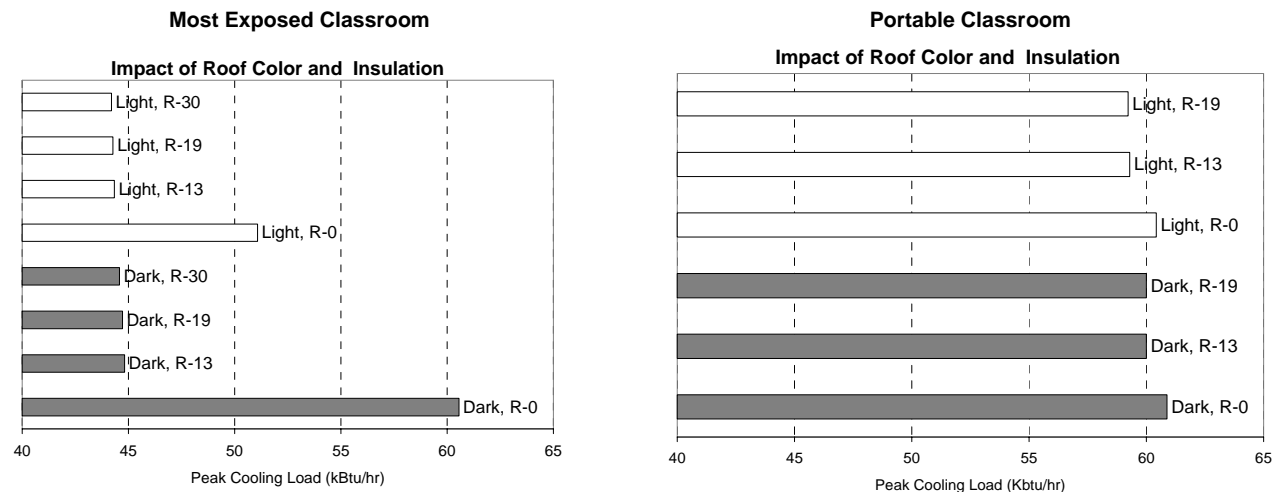 Most Exposed Classroom
Impact of Roof Color and Insulation
Light, R-30
Light, R-19
Light, R-13
Light, R-0
Dark, R-30
Dark, R-19
Dark, R-13
Dark, R-0
40 45 50 55 60 65
Peak Cooling Load (kBtu/hr)
Portable Classroom
Impact of Roof Color and Insulation
Light, R-19
Light, R-13
Light, R-0
Dark, R-19
Dark, R-13
Dark, R-0
40 45 50 55 60 65
Peak Cooling Load (Kbtu/hr)